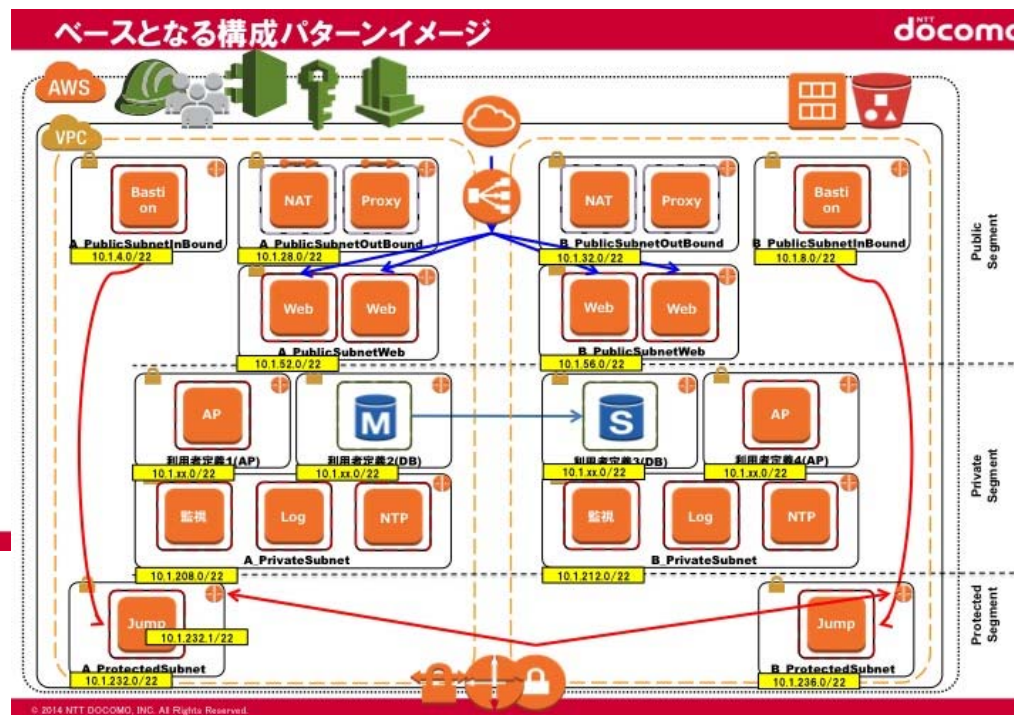 ベースとなる構成パターンイメージ
NTT
döcomo
AWS
VPC
Basti
on
NAT
Proxy
NAT
Proxy
Basti
on
A_PublicSubnetInBound
A_PublicSubnetOutBound
B_PublicSubnetOutBound
B_PublicSubnetInBound
10.1.4.0/22
10.1.28.0/22
10.1.32.0/22
10.1.8.0/22
Public
Segment
Web
Web
Web
Web
A_PublicSubnetWeb
B_PublicSubnetWeb
10.1.52.0/22
10.1.56.0/22
AP
M
S
AP
利用者定義1(AP)
利用者定義2(DB)
利用者定義3(DB)
利用者定義4(AP)
10.1.xx.0/22
10.1.xx.0/22
10.1.xx.0/22
10.1.xx.0/22
Private
Segment
監視
Log
NTP
監視
Log
NTP
A_PrivateSubnet
B_PrivateSubnet
10.1.208.0/22
10.1.212.0/22
Jump
10.1.232.1/22
Jump
Protected
Segment
A_ProtectedSubnet
B_ProtectedSubnet
10.1.232.0/22
10.1.236.0/22
© 2014 NTT DOCOMO, INC. All Rights Reserved.